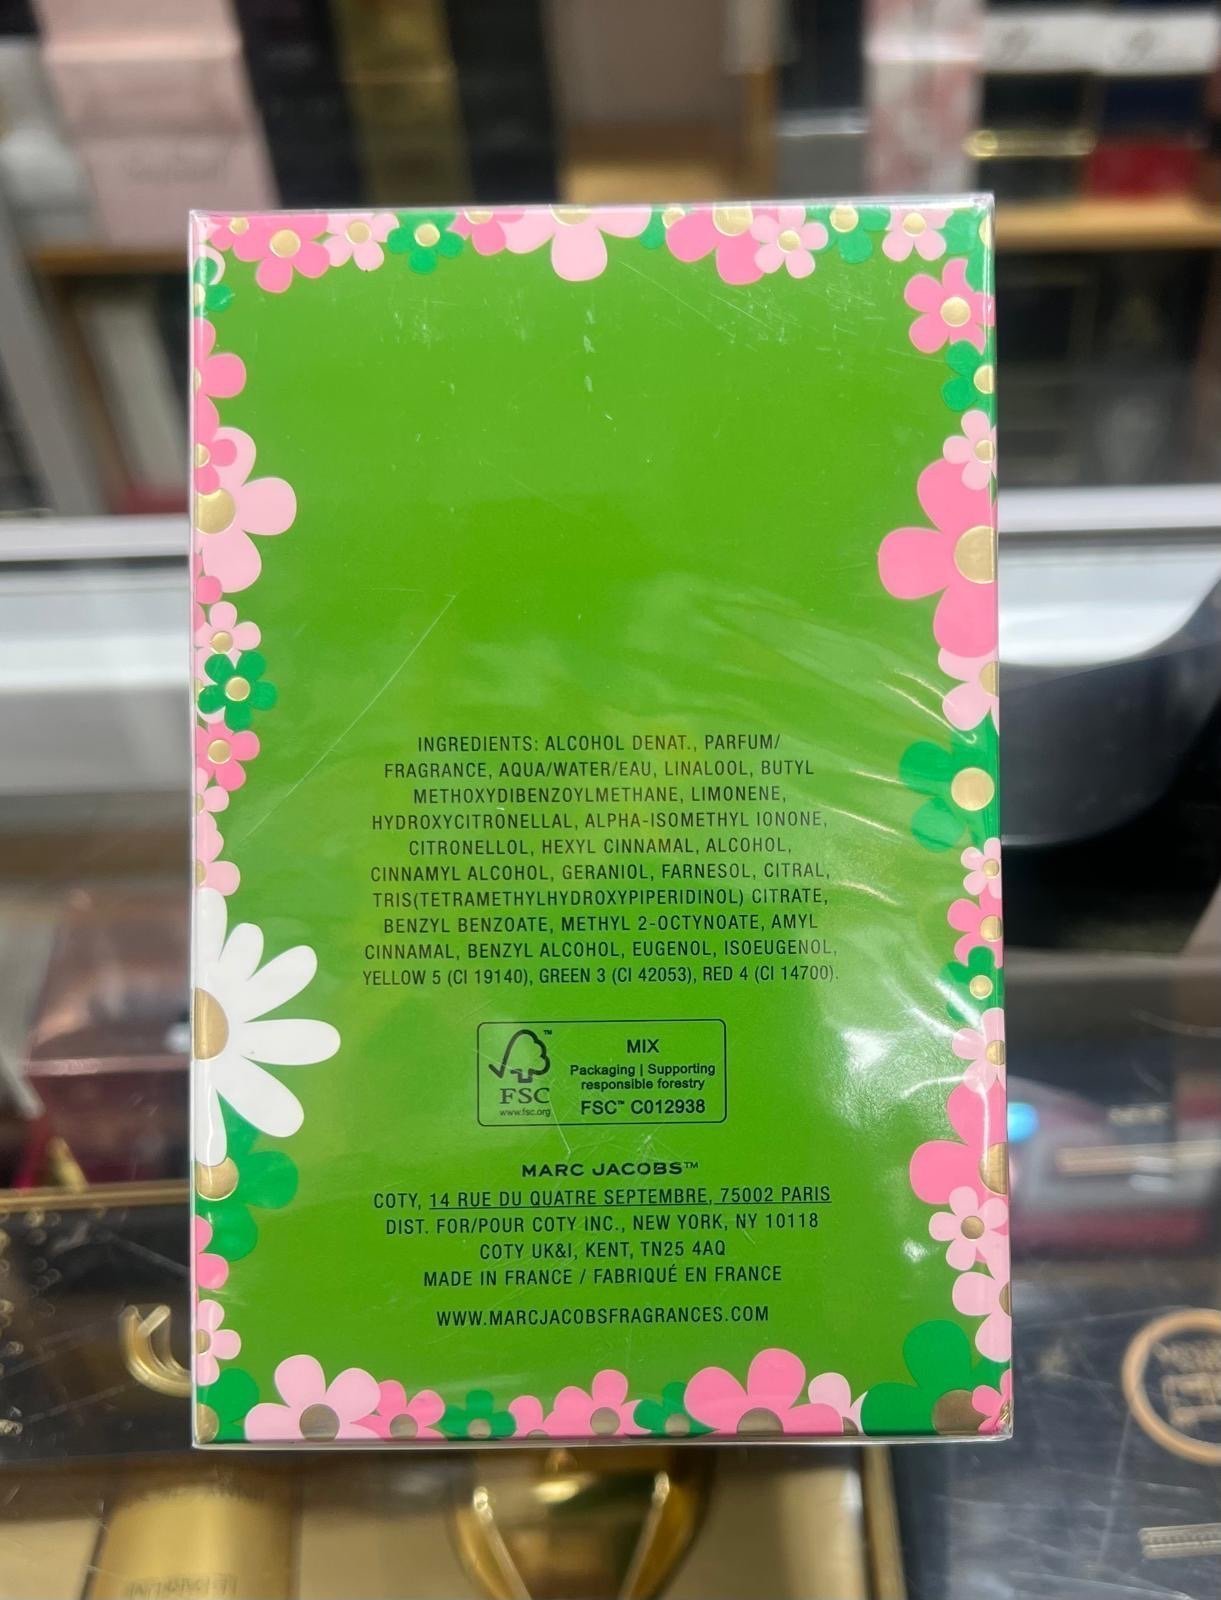 INGREDIENTS: ALCOHOL DENAT., PARFUM/
FRAGRANCE, AQUA/WATER/EAU, LINALOOL, BUTYL
METHOXYDIBENZOYLMETHANE, LIMONENE,
HYDROXYCITRONELLAL, ALPHA-ISOMETHYL IONONE,
CITRONELLOL, HEXYL CINNAMAL, ALCOHOL,
CINNAMYL ALCOHOL, GERANIOL, FARNESOL, CITRAL,
TRIS(TETRAMETHYLHYDROXYPIPERIDINOL) CITRATE,
BENZYL BENZOATE, METHYL 2-OCTYNOATE, AMYL
CINNAMAL, BENZYL ALCOHOL, EUGENOL, ISOEUGENOL,
YELLOW 5 (CI 19140), GREEN 3 (CI 42053), RED 4 (CI 14700).
FSC
www.fsc.org
MIX
Packaging | Supporting
responsible forestry
FSC™ C012938
MARC JACOBS™
COTY, 14 RUE DU QUATRE SEPTEMBRE, 75002 PARIS
DIST. FOR/POUR COTY INC., NEW YORK, NY 10118
COTY UK&I, KENT, TN25 4AQ
MADE IN FRANCE / FABRIQUÉ EN FRANCE
WWW.MARCJACOBSFRAGRANCES.COM